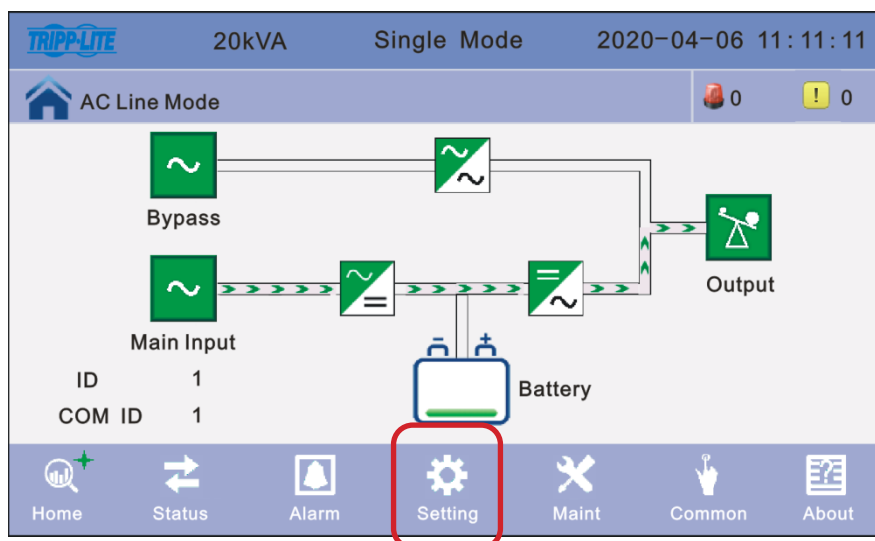 TRIPP·LITE 20kVA Single Mode 2020-04-06 11:11:11
AC Line Mode 0 ! 0
Bypass
Output
Main Input
Battery
ID 1
COM ID 1
Home Status Alarm Setting Maint Common About